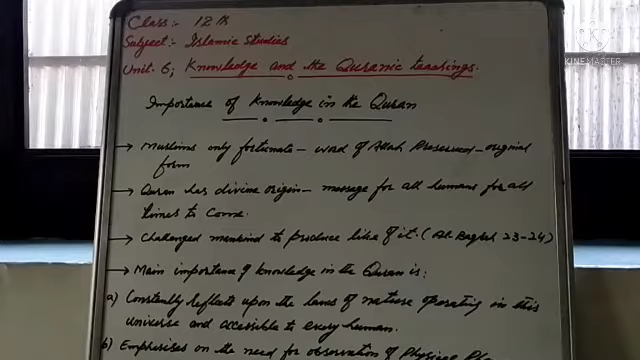 Class:- 12th
Subject:- Islamic Studies
Unit. 6; Knowledge and the Quranic teachings.
Importance of Knowledge in the Quran
→ Muslims only fortunate - word of Allah Preserved - original
form
→ Quran has divine origin - message for all humans for all
times to come.
→ Challenged mankind to produce like of it. (Al-Baqrah 23-24)
→ Main importance of knowledge in the Quran is:
a) Constantly reflects upon the laws of nature operating in this
universe and accessible to every human.
b) Emphasises on the need for observation of Physical
KINEMASTER